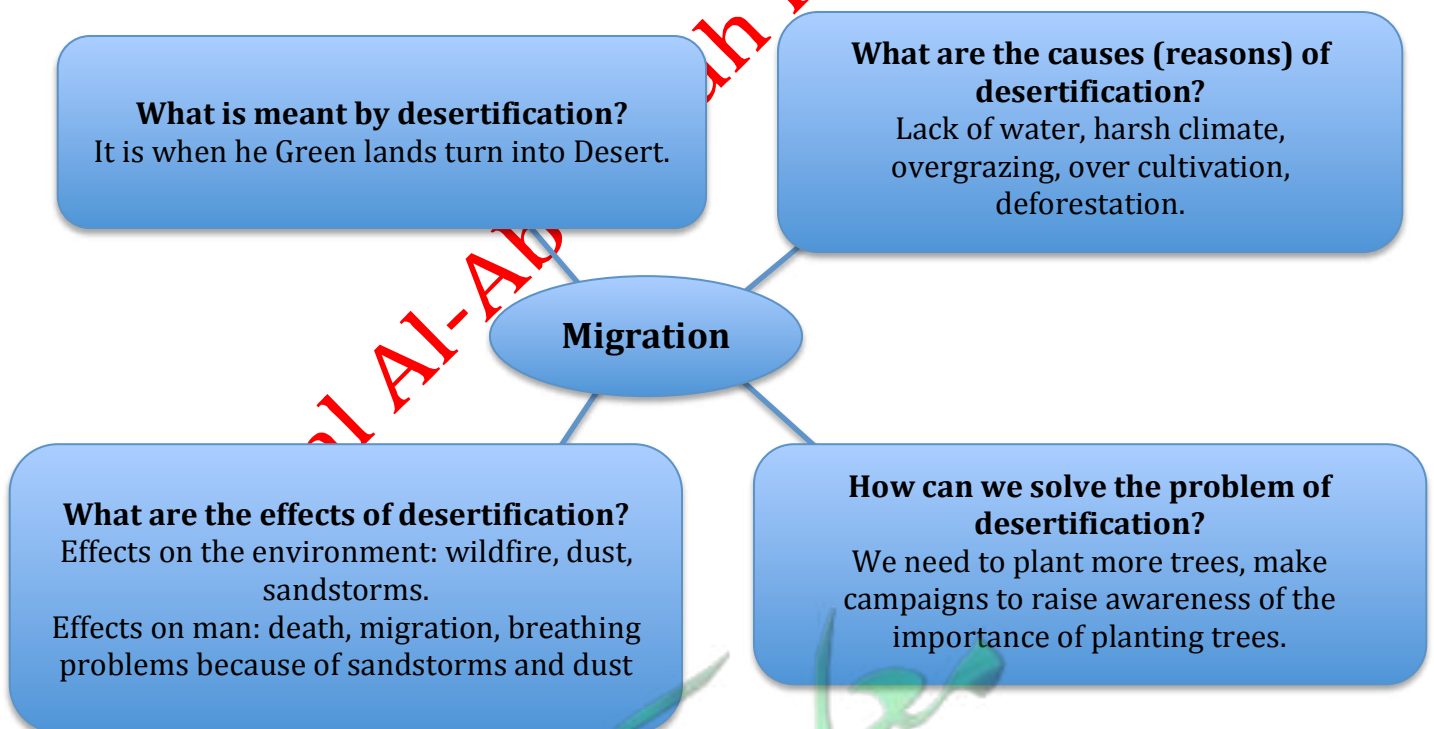 What is meant by desertification?
It is when he Green lands turn into Desert.
What are the causes (reasons) of
desertification?
Lack of water, harsh climate,
overgrazing, over cultivation,
deforestation.
Migration
What are the effects of desertification?
Effects on the environment: wildfire, dust,
sandstorms.
Effects on man: death, migration, breathing
problems because of sandstorms and dust
How can we solve the problem of
desertification?
We need to plant more trees, make
campaigns to raise awareness of the
importance of planting trees.